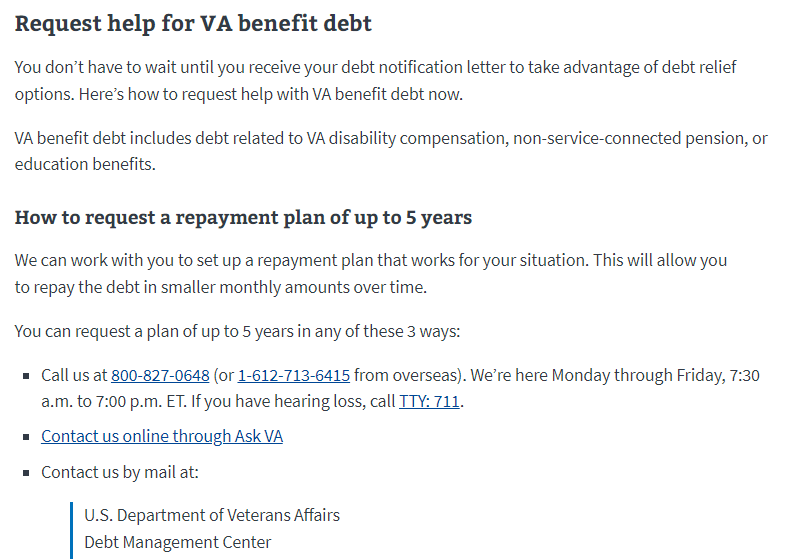 Request help for VA benefit debt
You don’t have to wait until you receive your debt notification letter to take advantage of debt relief
options. Here’s how to request help with VA benefit debt now.
VA benefit debt includes debt related to VA disability compensation, non-service-connected pension, or
education benefits.
How to request a repayment plan of up to 5 years
We can work with you to set up a repayment plan that works for your situation. This will allow you
to repay the debt in smaller monthly amounts over time.
You can request a plan of up to 5 years in any of these 3 ways:
▪ Call us at 800-827-0648 (or 1-612-713-6415 from overseas). We’re here Monday through Friday, 7:30
a.m. to 7:00 p.m. ET. If you have hearing loss, call TTY: 711.
▪ Contact us online through Ask VA
▪ Contact us by mail at:
U.S. Department of Veterans Affairs
Debt Management Center